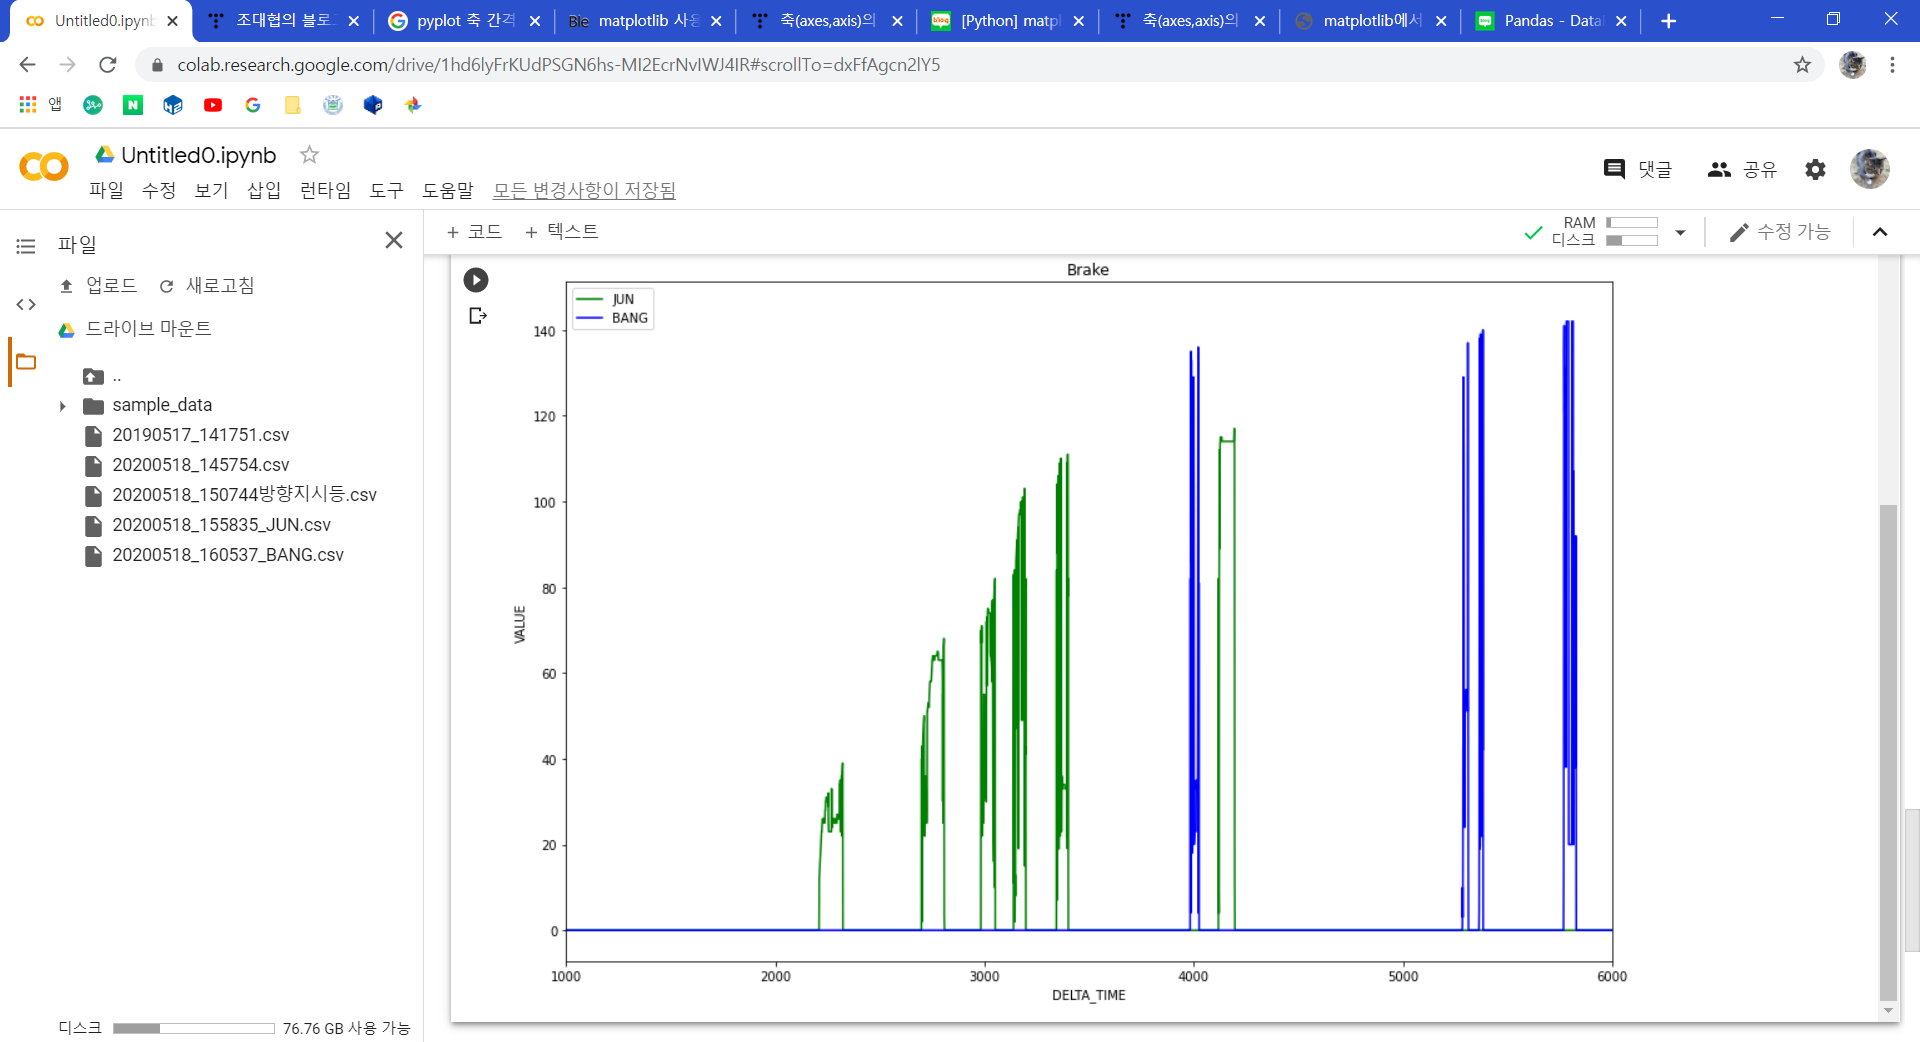 Untitled0.ipynb
조대협의 블로그
pyplot 축 간격
Ble matplotlib 사용
축(axes,axis)의
blog [Python] matpl
축(axes,axis)의
matplotlib에서
Pandas - Data
colab.research.google.com/drive/1hd6lyFrKUdPSGN6hs-MI2EcrNvIWJ4IR#scrollTo=dxFfAgcn2lY5
앱
N
Untitled0.ipynb
댓글
공유
파일 수정 보기 삽입 런타임 도구 도움말 모든 변경사항이 저장됨
파일
+ 코드 + 텍스트
RAM
디스크
수정 가능
업로드 새로고침
드라이브 마운트
..
sample_data
20190517_141751.csv
20200518_145754.csv
20200518_150744방향지시등.csv
20200518_155835_JUN.csv
20200518_160537_BANG.csv
디스크 76.76 GB 사용 가능
Brake
JUN
BANG
140
120
100
80
60
40
20
0
VALUE
1000 2000 3000 4000 5000 6000
DELTA_TIME